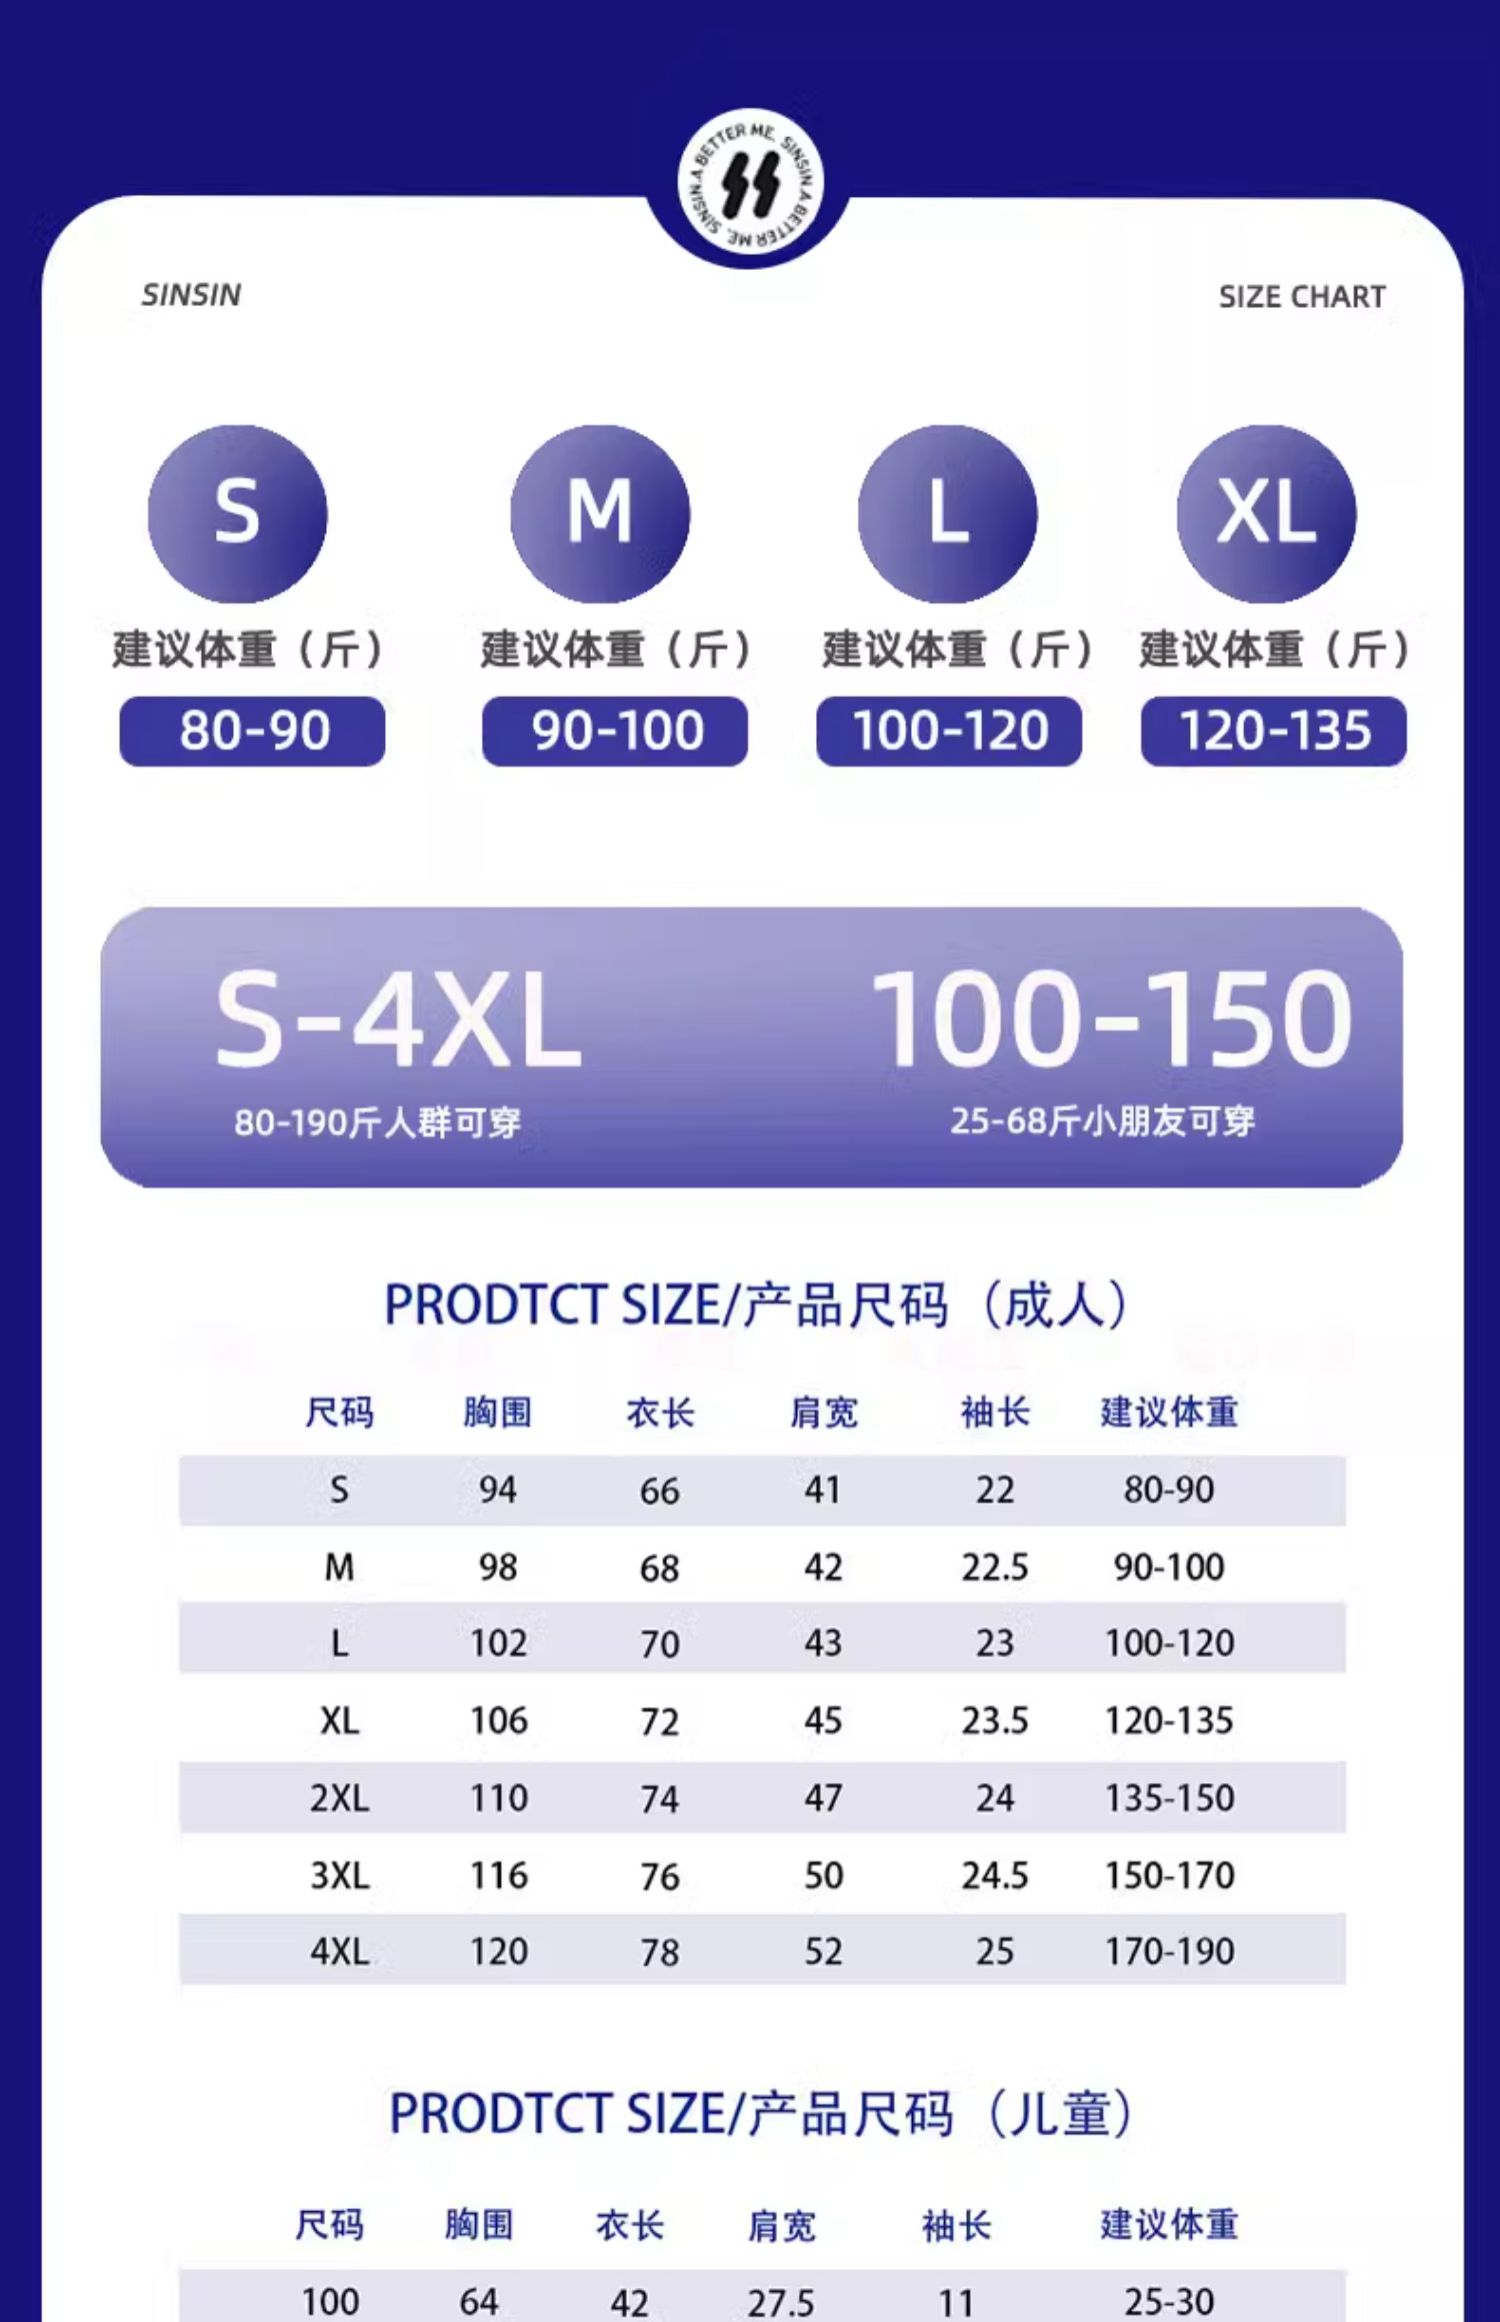 SINSIN.A BETTER ME. SINSIN.A BETTER ME.
SINSIN
SIZE CHART
S M L XL
建议体重（斤） 建议体重（斤） 建议体重（斤） 建议体重（斤）
80-90 90-100 100-120 120-135
S-4XL 100-150
80-190斤人群可穿 25-68斤小朋友可穿
PRODTCT SIZE/产品尺码（成人）
尺码 胸围 衣长 肩宽 袖长 建议体重
S 94 66 41 22 80-90
M 98 68 42 22.5 90-100
L 102 70 43 23 100-120
XL 106 72 45 23.5 120-135
2XL 110 74 47 24 135-150
3XL 116 76 50 24.5 150-170
4XL 120 78 52 25 170-190
PRODTCT SIZE/产品尺码（儿童）
尺码 胸围 衣长 肩宽 袖长 建议体重
100 64 42 27.5 11 25-30